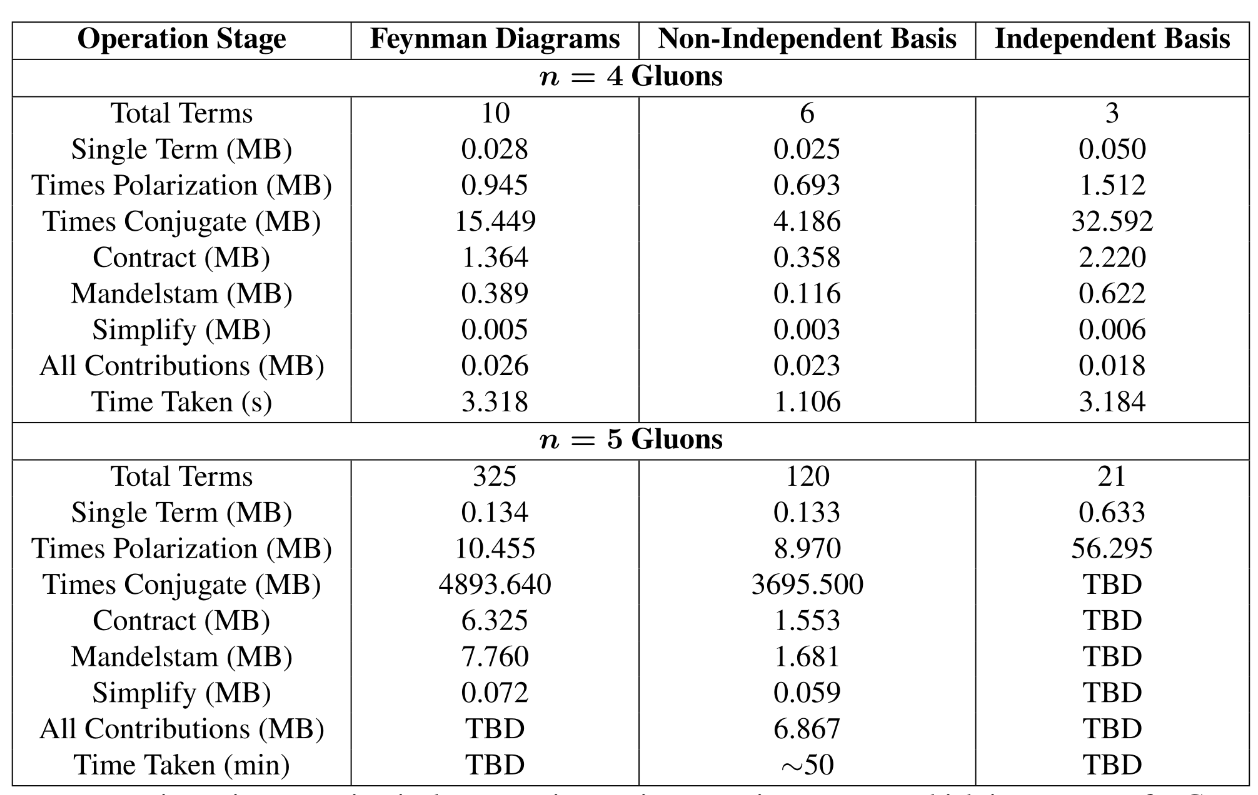 Operation Stage Feynman Diagrams Non-Independent Basis Independent Basis
n = 4 Gluons
Total Terms 10 6 3
Single Term (MB) 0.028 0.025 0.050
Times Polarization (MB) 0.945 0.693 1.512
Times Conjugate (MB) 15.449 4.186 32.592
Contract (MB) 1.364 0.358 2.220
Mandelstam (MB) 0.389 0.116 0.622
Simplify (MB) 0.005 0.003 0.006
All Contributions (MB) 0.026 0.023 0.018
Time Taken (s) 3.318 1.106 3.184
n = 5 Gluons
Total Terms 325 120 21
Single Term (MB) 0.134 0.133 0.633
Times Polarization (MB) 10.455 8.970 56.295
Times Conjugate (MB) 4893.640 3695.500 TBD
Contract (MB) 6.325 1.553 TBD
Mandelstam (MB) 7.760 1.681 TBD
Simplify (MB) 0.072 0.059 TBD
All Contributions (MB) TBD 6.867 TBD
Time Taken (min) TBD ~50 TBD